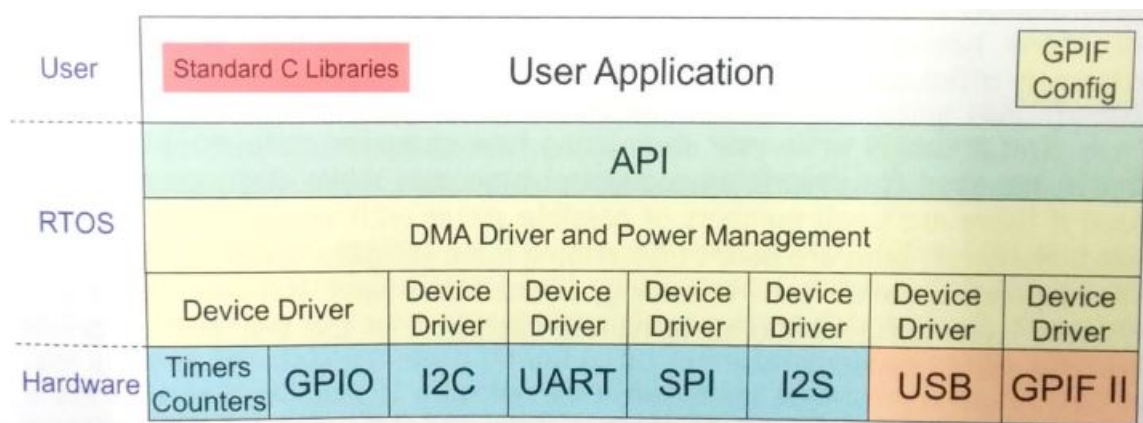 User
Standard C Libraries
User Application
GPIF
Config
RTOS
API
DMA Driver and Power Management
Device Driver
Device
Driver
Device
Driver
Device
Driver
Device
Driver
Device
Driver
Device
Driver
Hardware
Timers
Counters
GPIO
I2C
UART
SPI
I2S
USB
GPIF II